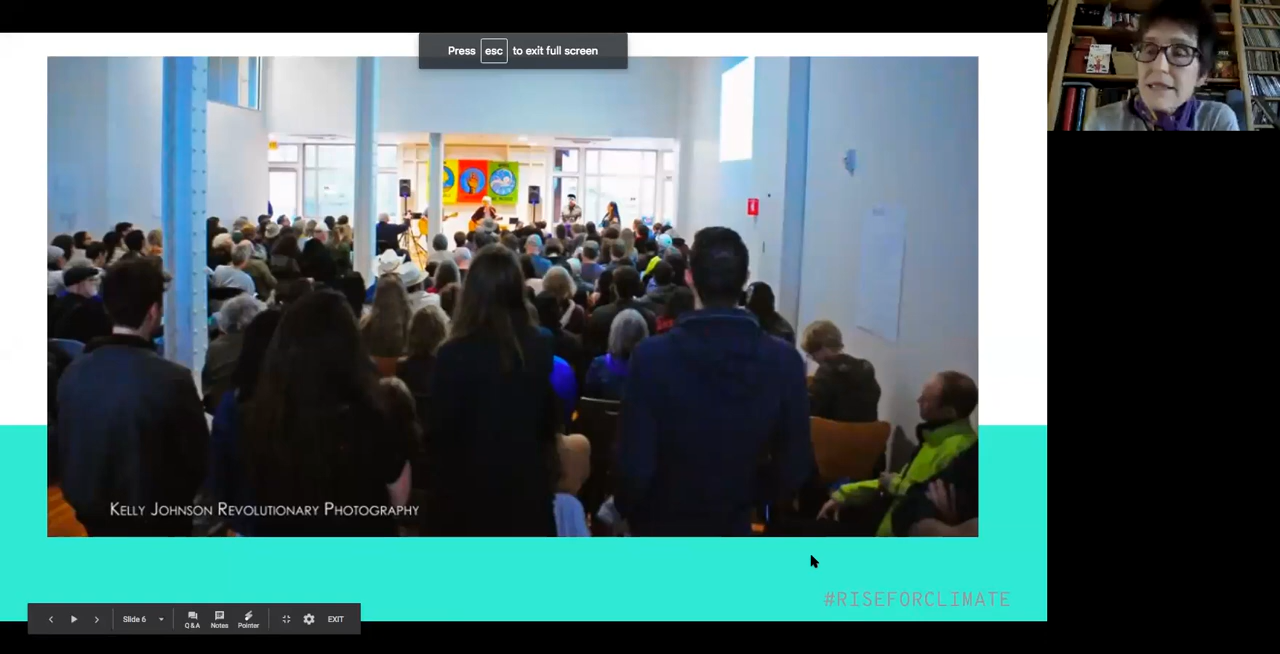 Press esc to exit full screen
KELLY JOHNSON REVOLUTIONARY PHOTOGRAPHY
#RISEFORCLIMATE
Slide 6
Q&A Notes Pointer EXIT